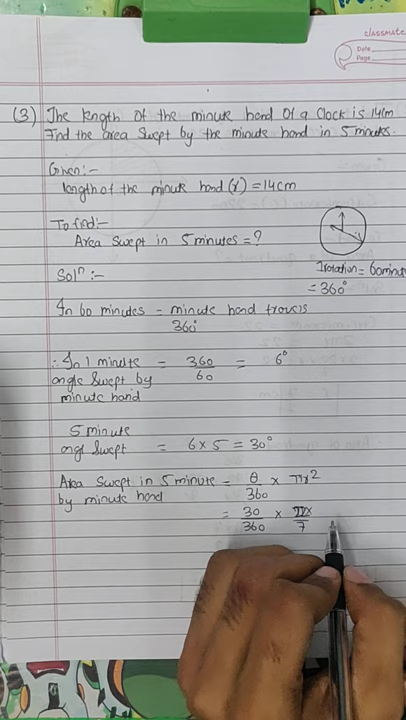 classmate
Date
Page
(3) The length of the minute hand of a clock is 14cm
Find the area swept by the minute hand in 5 minutes.
Given:-
length of the minute hand (r) = 14cm
To find:-
Area swept in 5 minutes = ?
Solⁿ :-
1 rotation = 60 minute
= 360°
In 60 minutes = minute hand travels
360°
∴ In 1 minute = 360/60 = 6°
angle swept by
minute hand
5 minute
angl swept = 6 x 5 = 30°
Area swept in 5 minute = θ/360 x πr²
by minute hand
= 30/360 x 22/7 x